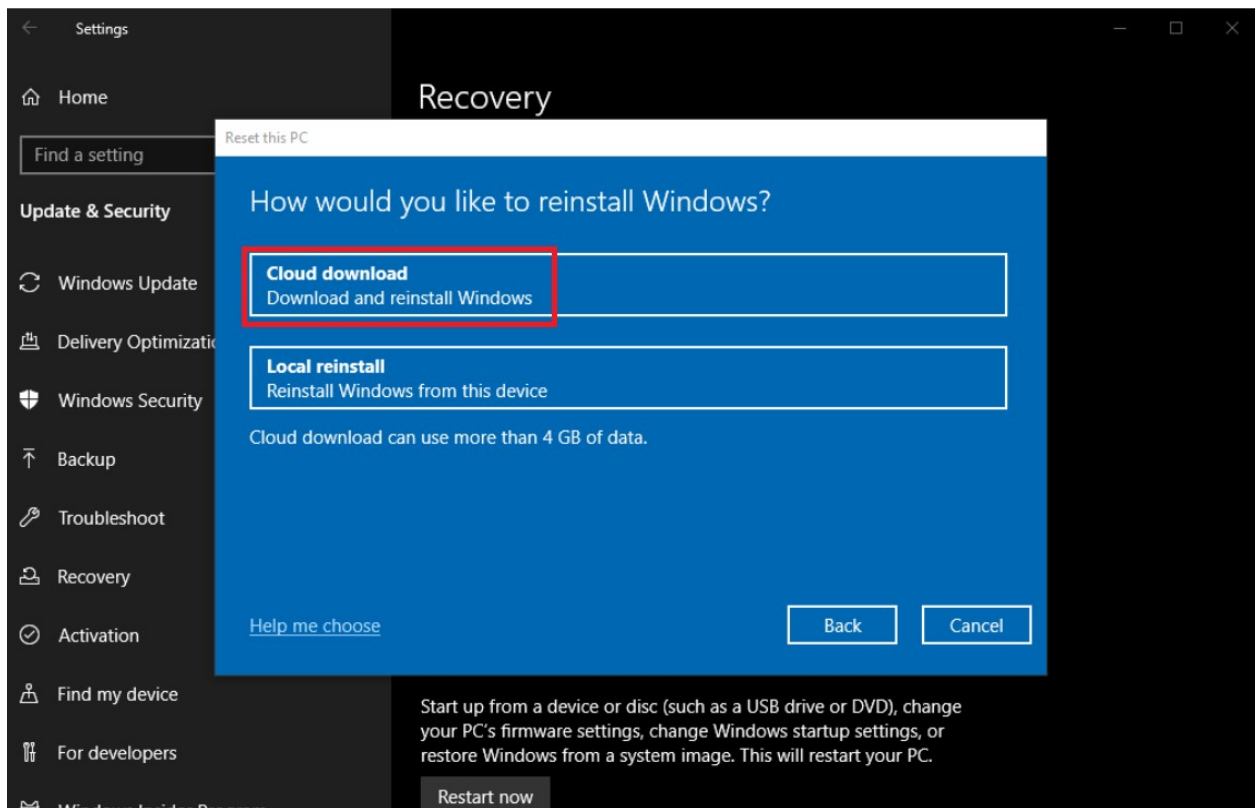 Settings
Home
Find a setting
Update & Security
Windows Update
Delivery Optimizatic
Windows Security
Backup
Troubleshoot
Recovery
Activation
Find my device
For developers
Windows Insider Program
Recovery
Reset this PC
How would you like to reinstall Windows?
Cloud download
Download and reinstall Windows
Local reinstall
Reinstall Windows from this device
Cloud download can use more than 4 GB of data.
Help me choose
Back
Cancel
Start up from a device or disc (such as a USB drive or DVD), change
your PC's firmware settings, change Windows startup settings, or
restore Windows from a system image. This will restart your PC.
Restart now